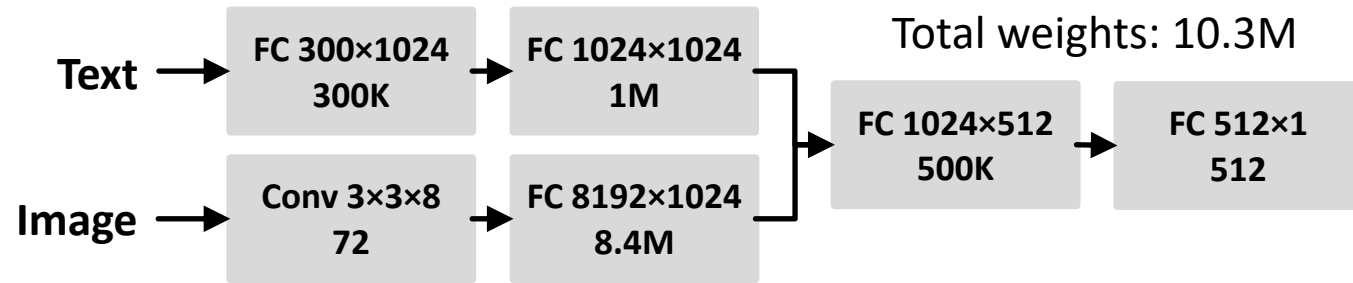 Total weights: 10.3M
Text
FC 300×1024
300K
FC 1024×1024
1M
Image
Conv 3×3×8
72
FC 8192×1024
8.4M
FC 1024×512
500K
FC 512×1
512